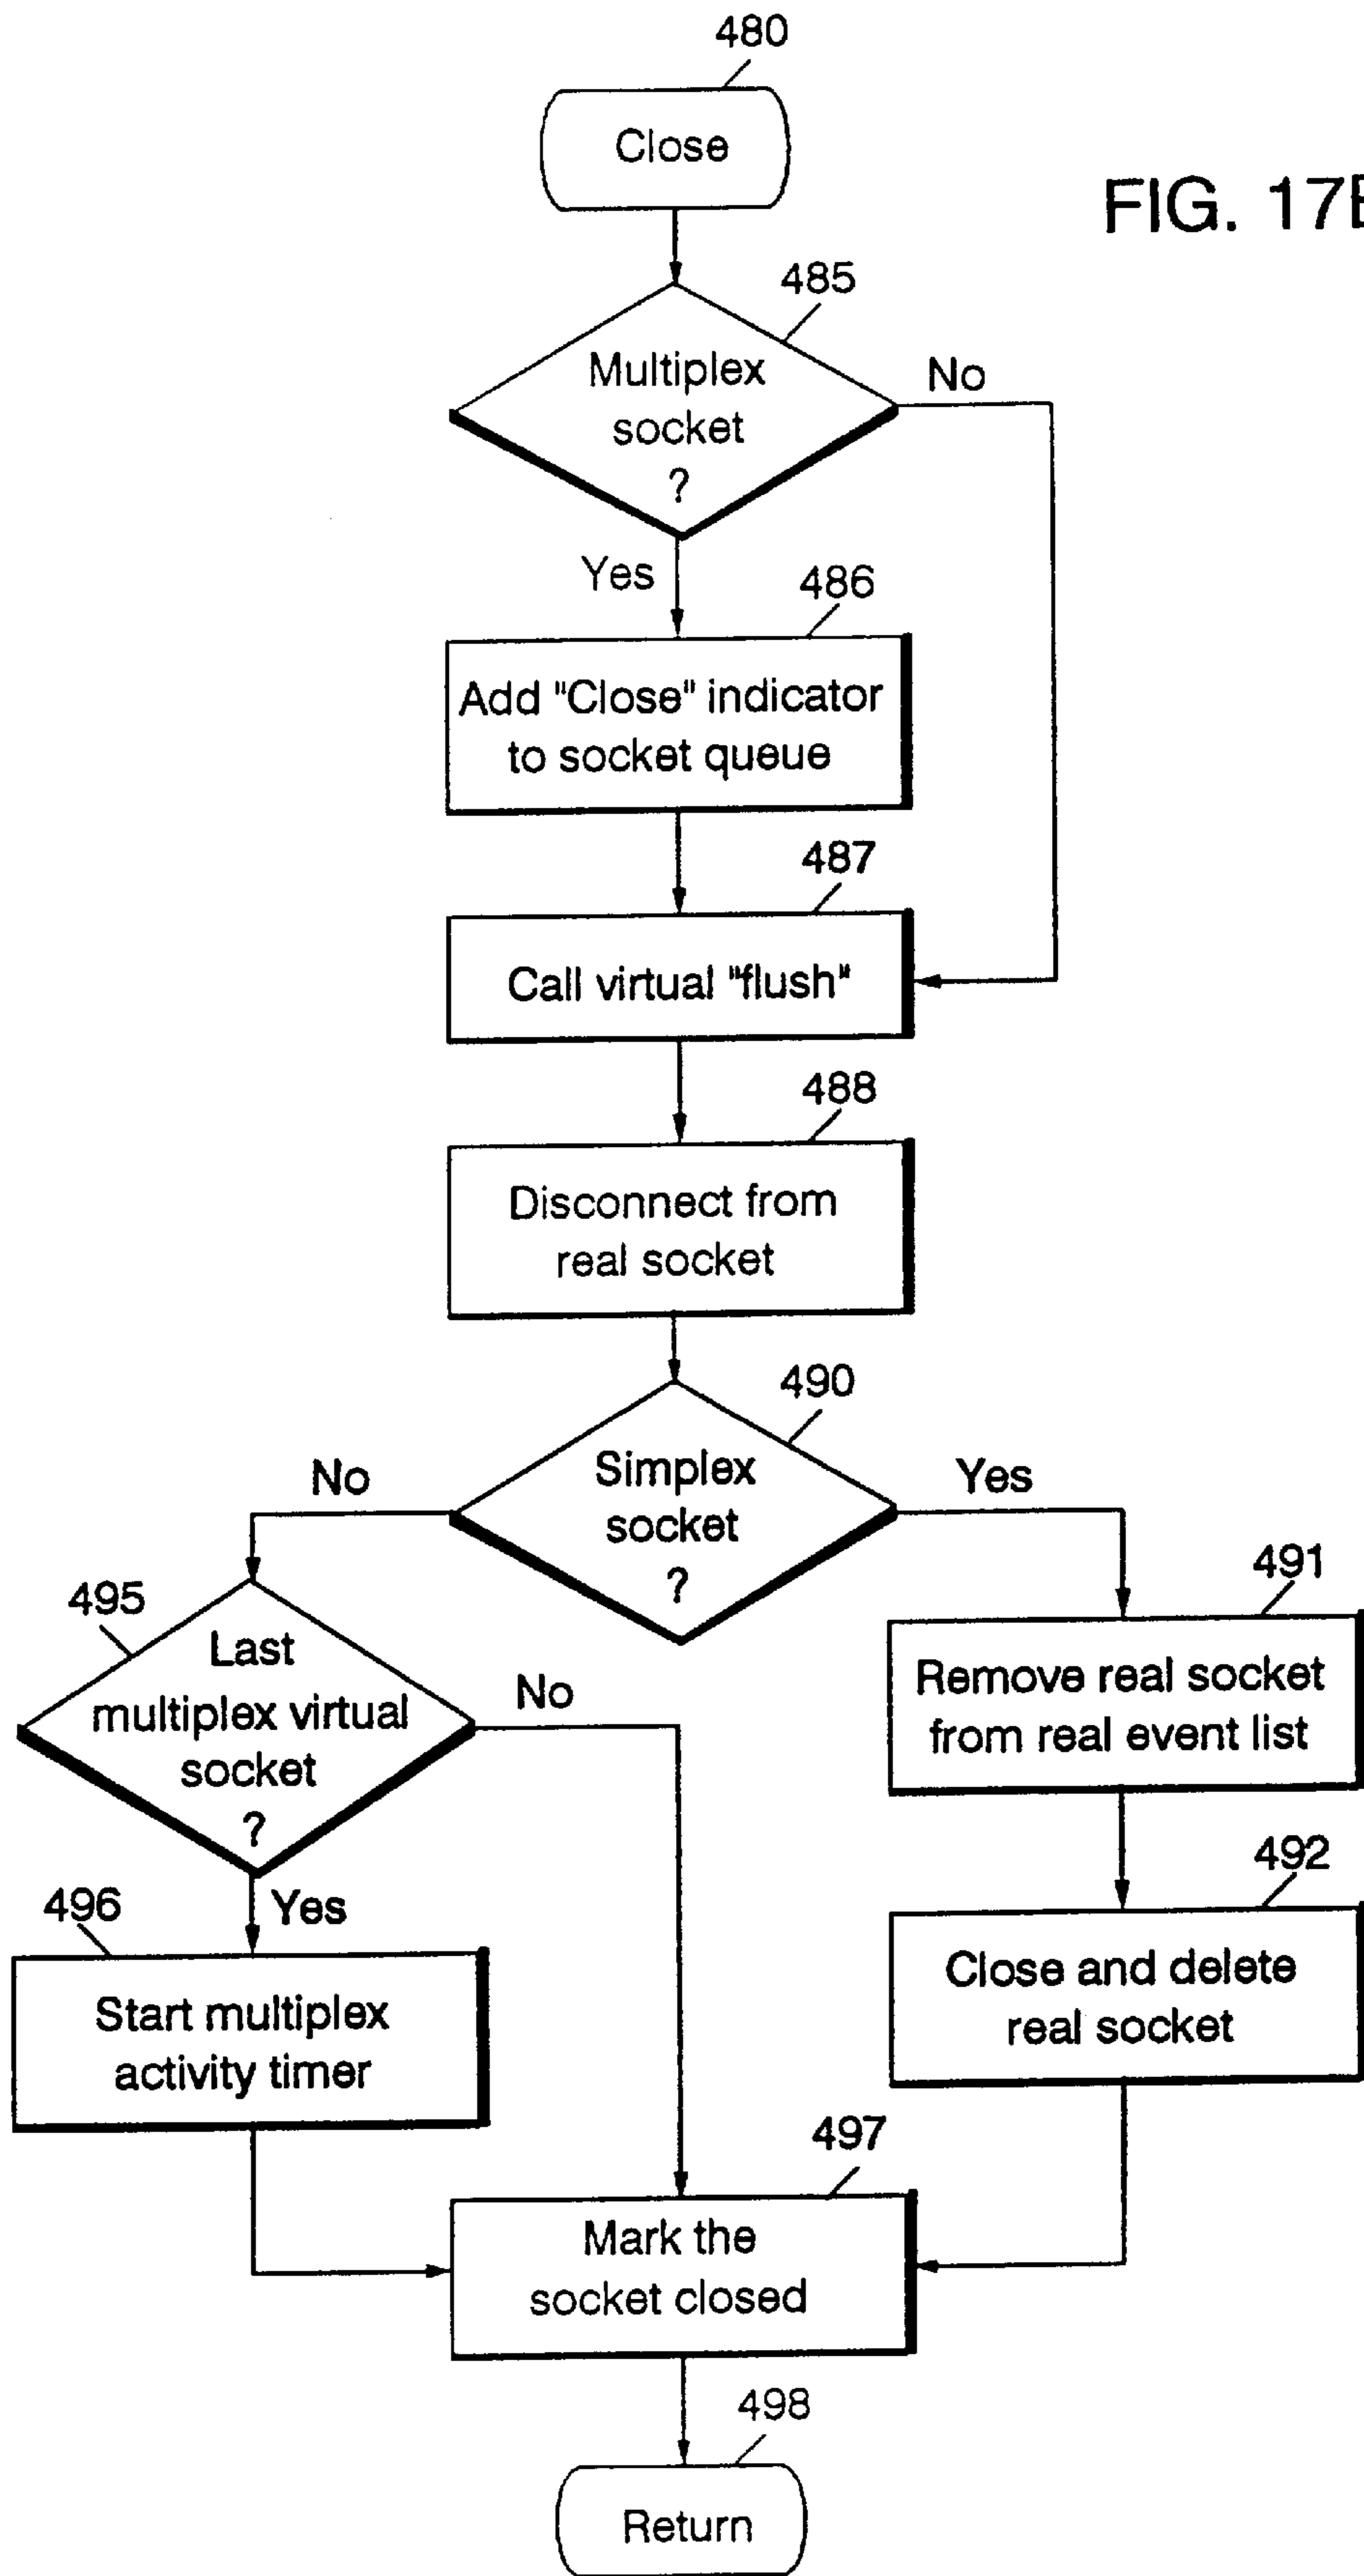 480
Close
FIG. 17B
485
Multiplex
socket
?
No
Yes
486
Add "Close" indicator
to socket queue
487
Call virtual "flush"
488
Disconnect from
real socket
490
Simplex
socket
?
No
Yes
495
Last
multiplex virtual
socket
?
No
Yes
491
Remove real socket
from real event list
492
Close and delete
real socket
496
Start multiplex
activity timer
497
Mark the
socket closed
498
Return